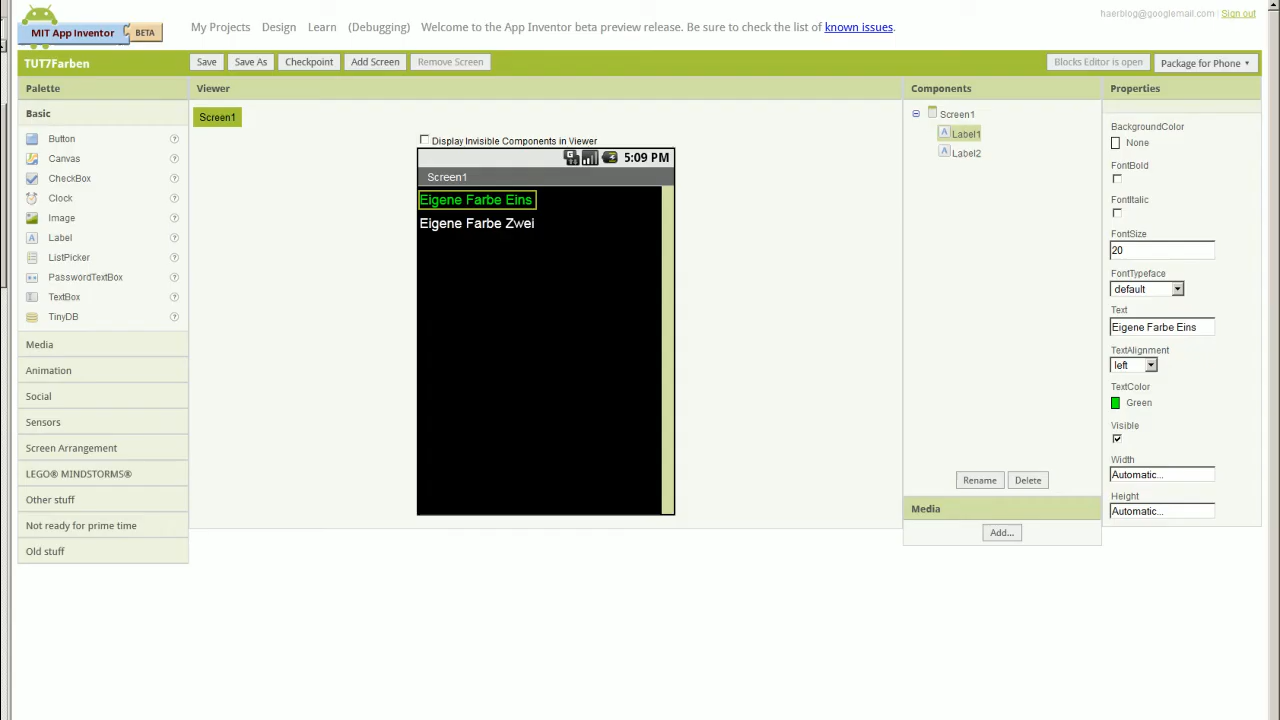 MIT App Inventor BETA
My Projects Design Learn (Debugging) Welcome to the App Inventor beta preview release. Be sure to check the list of known issues.
haerblog@googlemail.com Sign out
TUT7Farben Save Save As Checkpoint Add Screen Remove Screen Blocks Editor is open Package for Phone
Palette
Basic
Button
Canvas
CheckBox
Clock
Image
Label
ListPicker
PasswordTextBox
TextBox
TinyDB
Media
Animation
Social
Sensors
Screen Arrangement
LEGO® MINDSTORMS®
Other stuff
Not ready for prime time
Old stuff
Viewer
Screen1
Display Invisible Components in Viewer
5:09 PM
Screen1
Eigene Farbe Eins
Eigene Farbe Zwei
Components
Screen1
Label1
Label2
Rename Delete
Media
Add...
Properties
BackgroundColor
None
FontBold
FontItalic
FontSize
20
FontTypeface
default
Text
Eigene Farbe Eins
TextAlignment
left
TextColor
Green
Visible
Width
Automatic...
Height
Automatic...